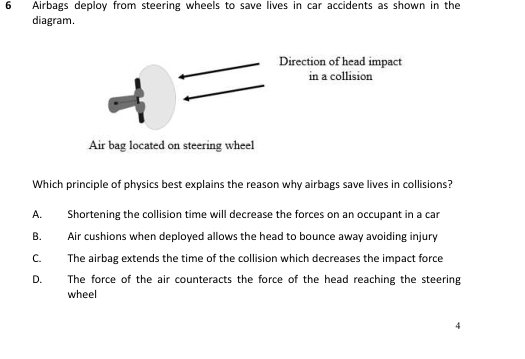 6 Airbags deploy from steering wheels to save lives in car accidents as shown in the
diagram.
Direction of head impact
in a collision
Air bag located on steering wheel
Which principle of physics best explains the reason why airbags save lives in collisions?
A. Shortening the collision time will decrease the forces on an occupant in a car
B. Air cushions when deployed allows the head to bounce away avoiding injury
C. The airbag extends the time of the collision which decreases the impact force
D. The force of the air counteracts the force of the head reaching the steering
wheel
4